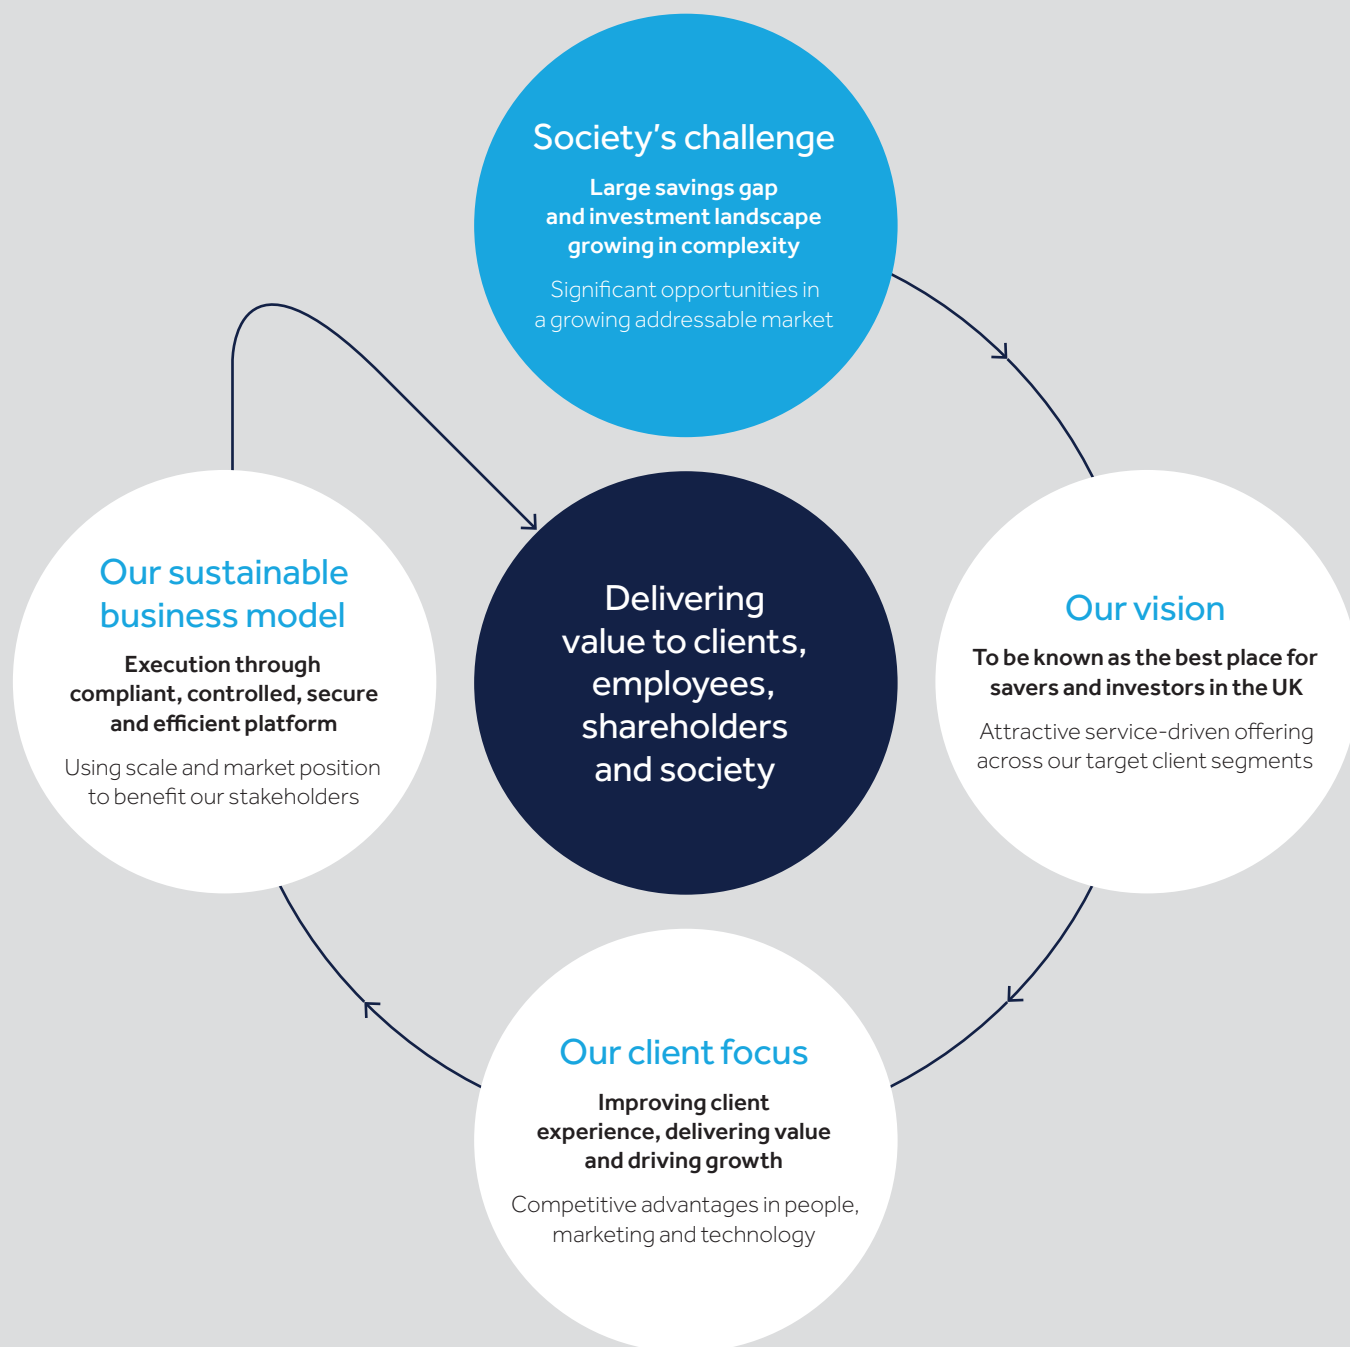 Society's challenge
Large savings gap
and investment landscape
growing in complexity
Significant opportunities in
a growing addressable market
Our vision
To be known as the best place for
savers and investors in the UK
Attractive service-driven offering
across our target client segments
Our client focus
Improving client
experience, delivering value
and driving growth
Competitive advantages in people,
marketing and technology
Our sustainable
business model
Execution through
compliant, controlled, secure
and efficient platform
Using scale and market position
to benefit our stakeholders
Delivering
value to clients,
employees,
shareholders
and society